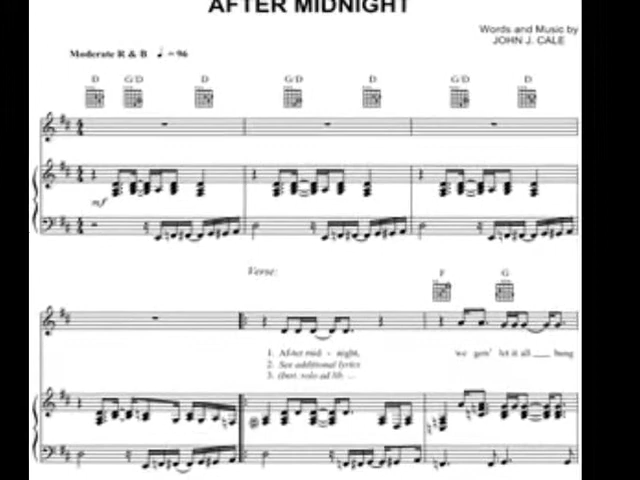 AFTER MIDNIGHT
Words and Music by
JOHN J. CALE
Moderate R & B ♩ = 96
D G/D D G/D D G/D D
mf
Verse:
F G
1. After mid - night, we gon' let it all ___ hang
2. See additional lyrics
3. (Inst. solo ad lib. ...